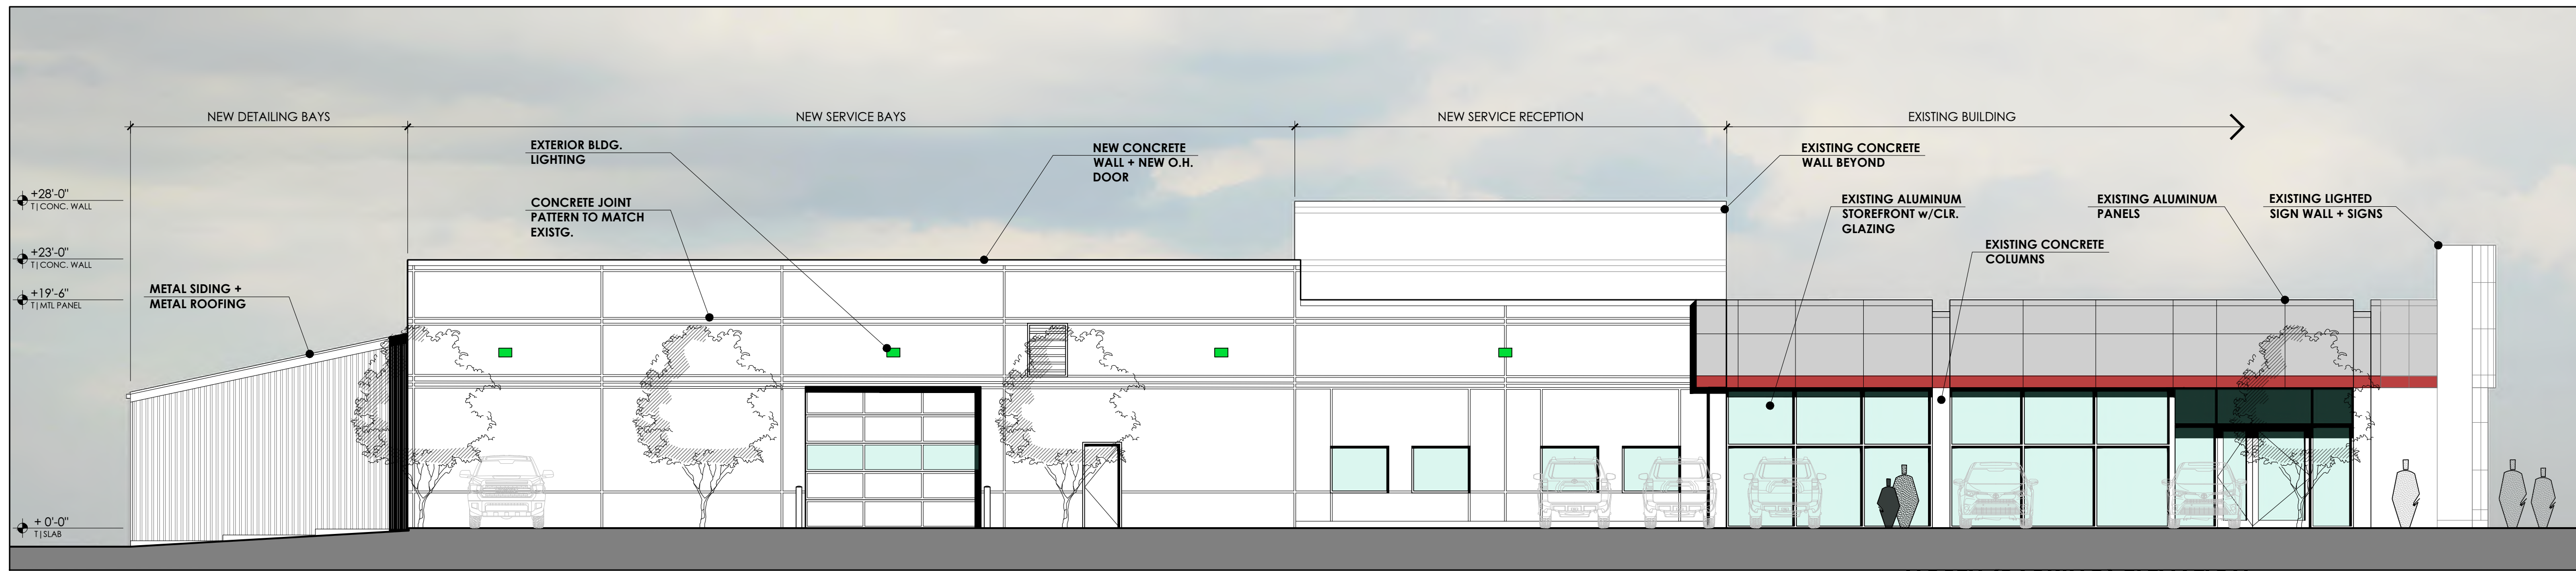 NEW DETAILING BAYS
NEW SERVICE BAYS
NEW SERVICE RECEPTION
EXISTING BUILDING
EXTERIOR BLDG.
LIGHTING
NEW CONCRETE
WALL + NEW O.H.
DOOR
EXISTING CONCRETE
WALL BEYOND
+28'-0"
T|CONC. WALL
CONCRETE JOINT
PATTERN TO MATCH
EXISTG.
EXISTING ALUMINUM
STOREFRONT w/CLR.
GLAZING
EXISTING ALUMINUM
PANELS
EXISTING LIGHTED
SIGN WALL + SIGNS
EXISTING CONCRETE
COLUMNS
+23'-0"
T|CONC. WALL
METAL SIDING +
METAL ROOFING
+19'-6"
T|MTL PANEL
+ 0'-0"
T|SLAB